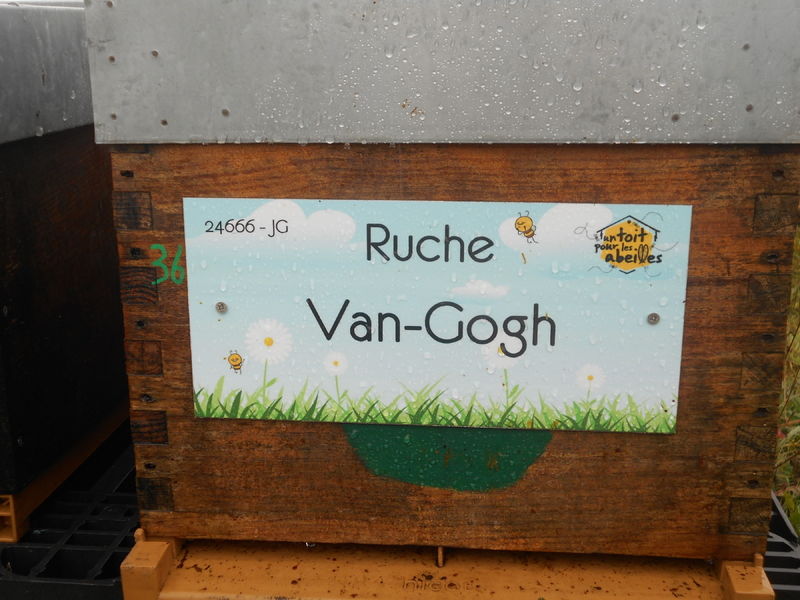 24666 - JG
Ruche
un toit
pour les
abeilles
36
Van-Gogh